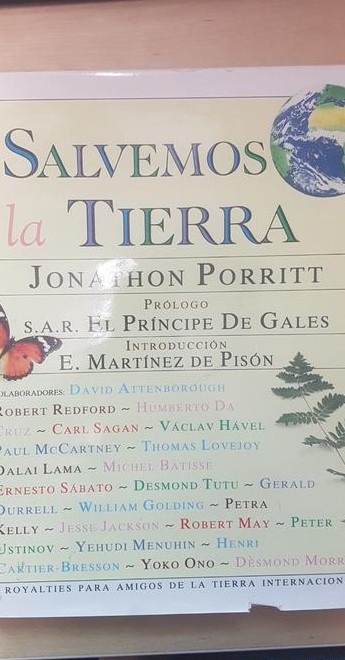 SALVEMOS
la TIERRA
JONATHON PORRITT
PRÓLOGO
S.A.R. EL PRÍNCIPE DE GALES
INTRODUCCIÓN
E. MARTÍNEZ DE PISÓN
OLABORADORES: DAVID ATTENBOROUGH
ROBERT REDFORD ~ HUMBERTO DA
CRUZ ~ CARL SAGAN ~ VÁCLAV HÁVEL
PAUL MCCARTNEY ~ THOMAS LOVEJOY
DALAI LAMA ~ MICHEL BATISSE
ERNESTO SÁBATO ~ DESMOND TUTU ~ GERALD
DURRELL ~ WILLIAM GOLDING ~ PETRA
KELLY ~ JESSE JACKSON ~ ROBERT MAY ~ PETER
USTINOV ~ YEHUDI MENUHIN ~ HENRI
CARTIER-BRESSON ~ YOKO ONO ~ DÈSMOND MORR
ROYALTIES PARA AMIGOS DE LA TIERRA INTERNACION